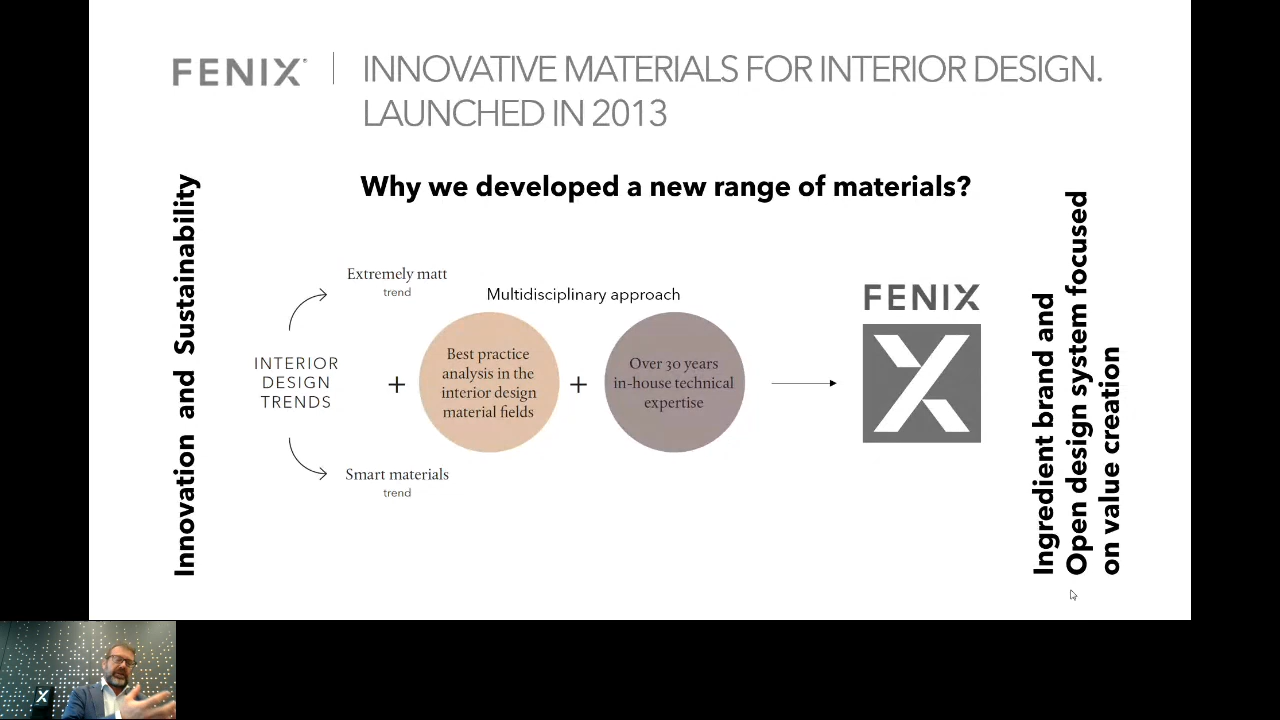 FENIX
INNOVATIVE MATERIALS FOR INTERIOR DESIGN.
LAUNCHED IN 2013
Why we developed a new range of materials?
Innovation and Sustainability
Extremely matt
trend
INTERIOR
DESIGN
TRENDS
Smart materials
trend
+
Multidisciplinary approach
Best practice
analysis in the
interior design
material fields
+
Over 30 years
in-house technical
expertise
FENIX
Ingredient brand and
Open design system focused
on value creation